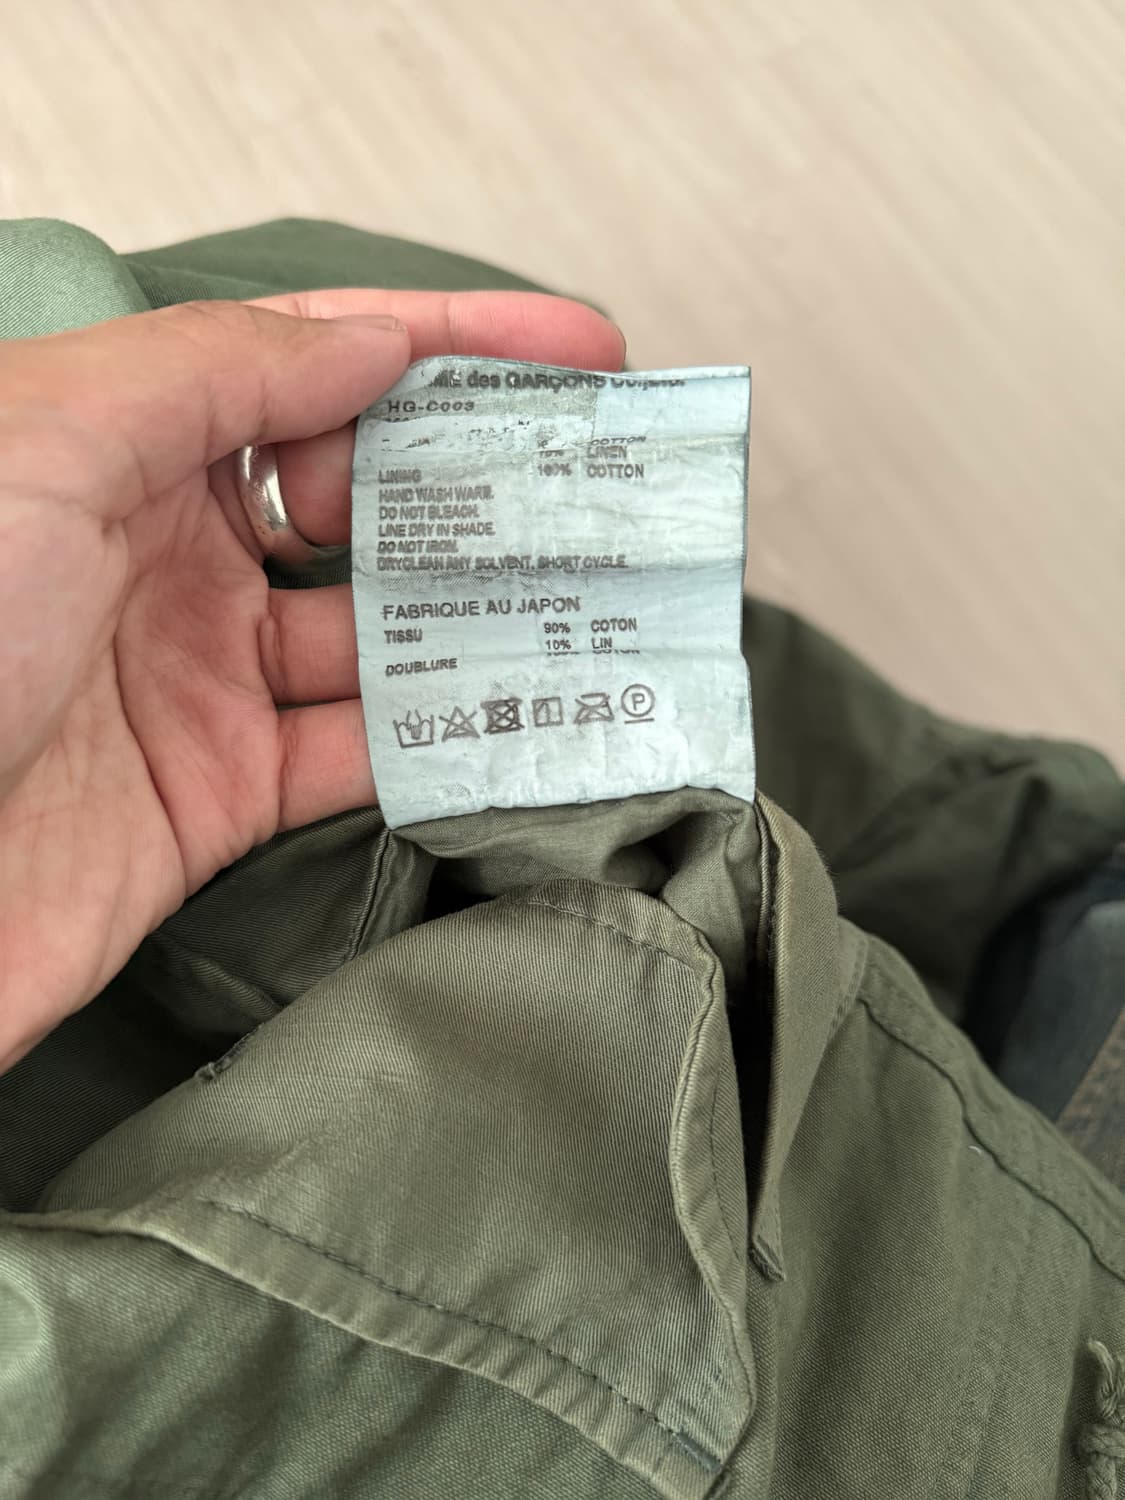 des GARÇONS
HG-C003
COTTON
10% LINEN
LINING 100% COTTON
HAND WASH WARM.
DO NOT BLEACH.
LINE DRY IN SHADE.
DO NOT IRON.
DRYCLEAN ANY SOLVENT, SHORT CYCLE.
FABRIQUE AU JAPON
TISSU 90% COTON
10% LIN
DOUBLURE
P